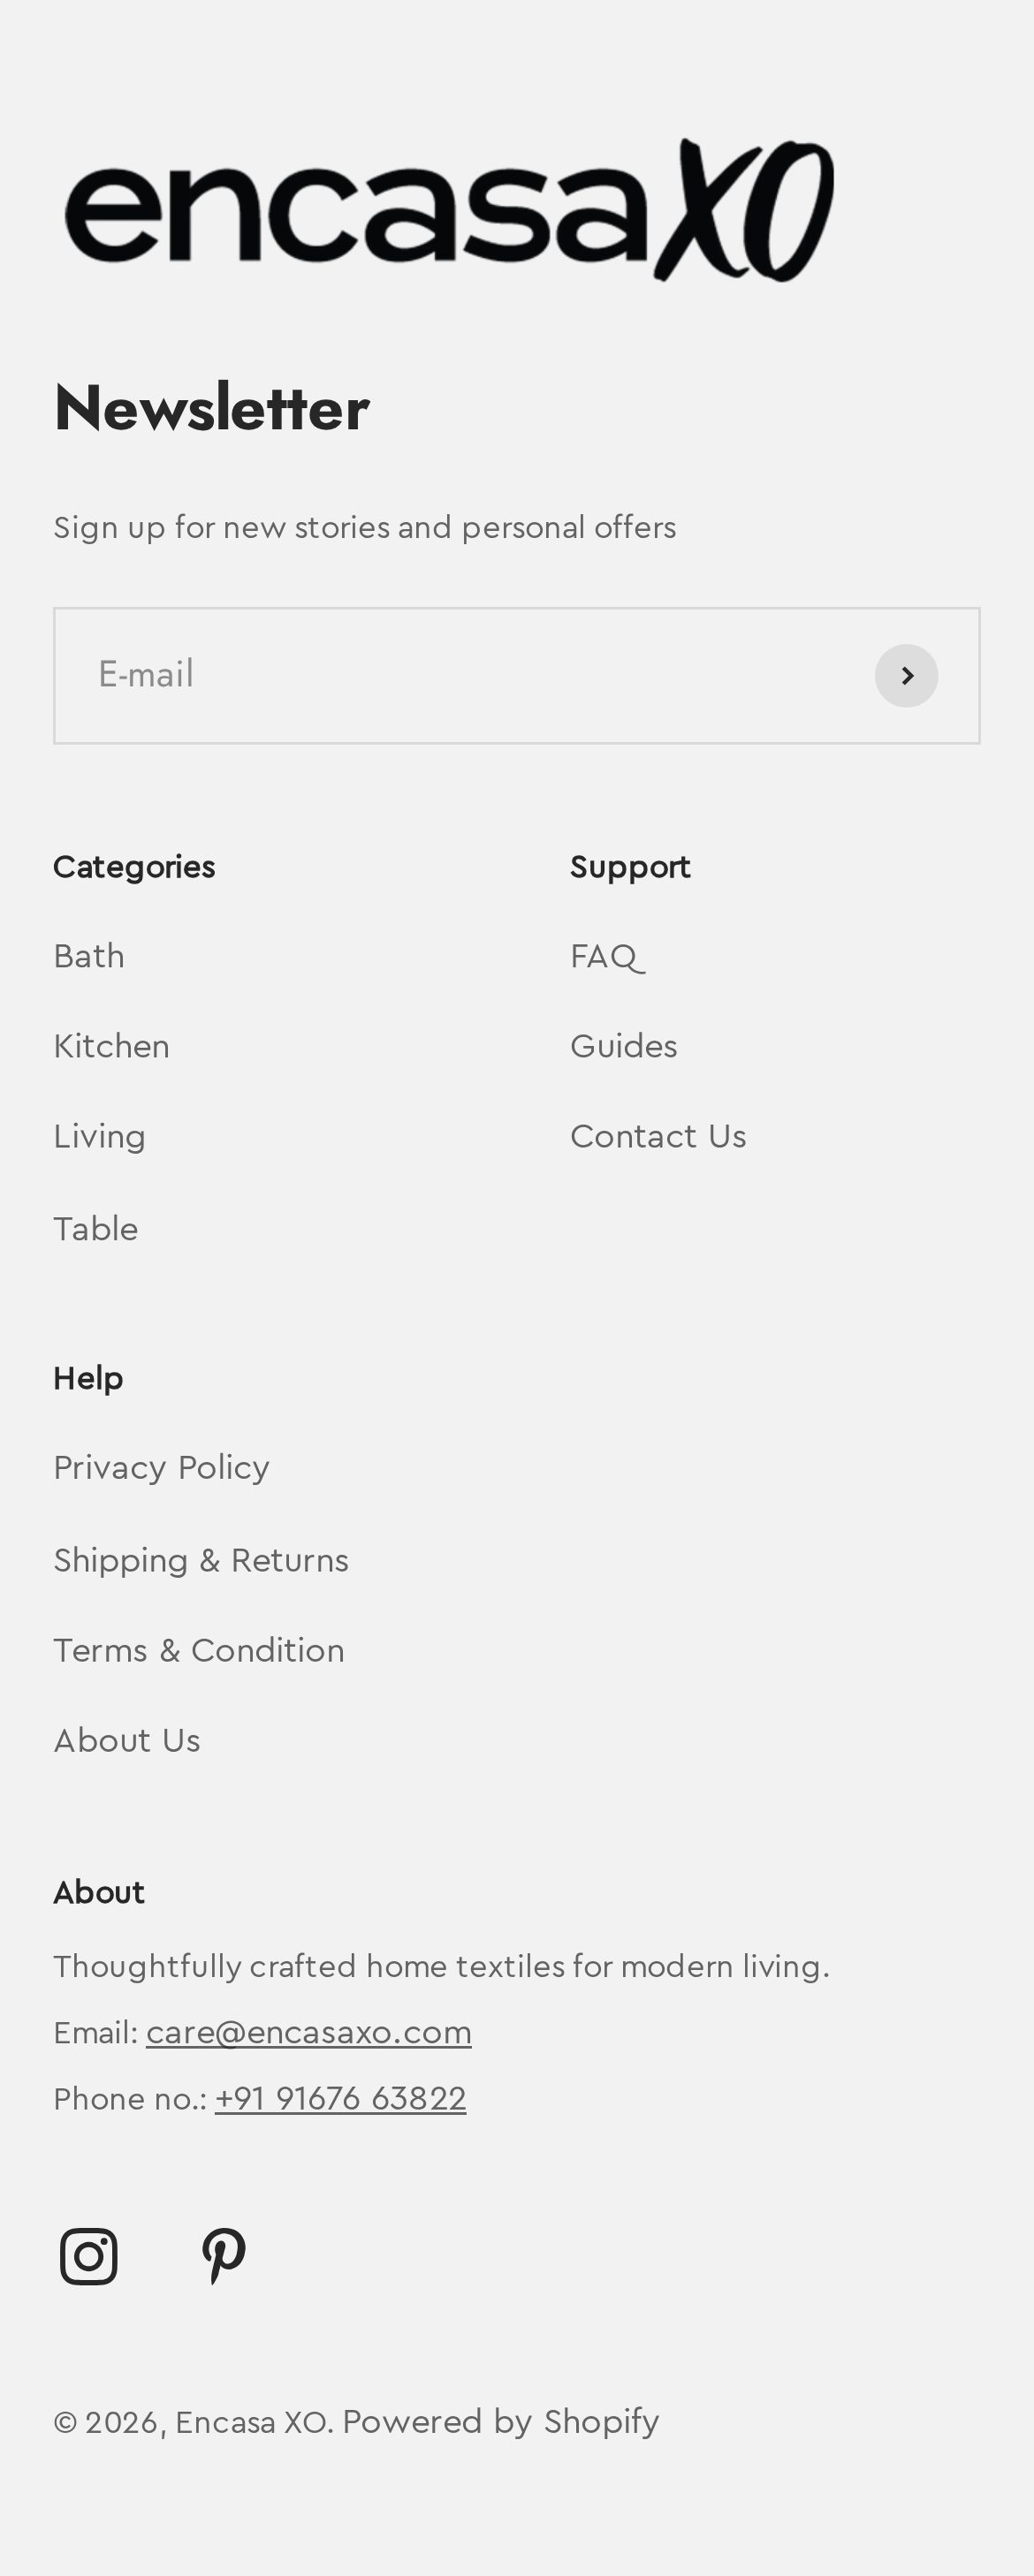 encasaXO
Newsletter
Sign up for new stories and personal offers
E-mail
Categories
Bath
Kitchen
Living
Table
Support
FAQ
Guides
Contact Us
Help
Privacy Policy
Shipping & Returns
Terms & Condition
About Us
About
Thoughtfully crafted home textiles for modern living.
Email: care@encasaxo.com
Phone no.: +91 91676 63822
© 2026, Encasa XO. Powered by Shopify